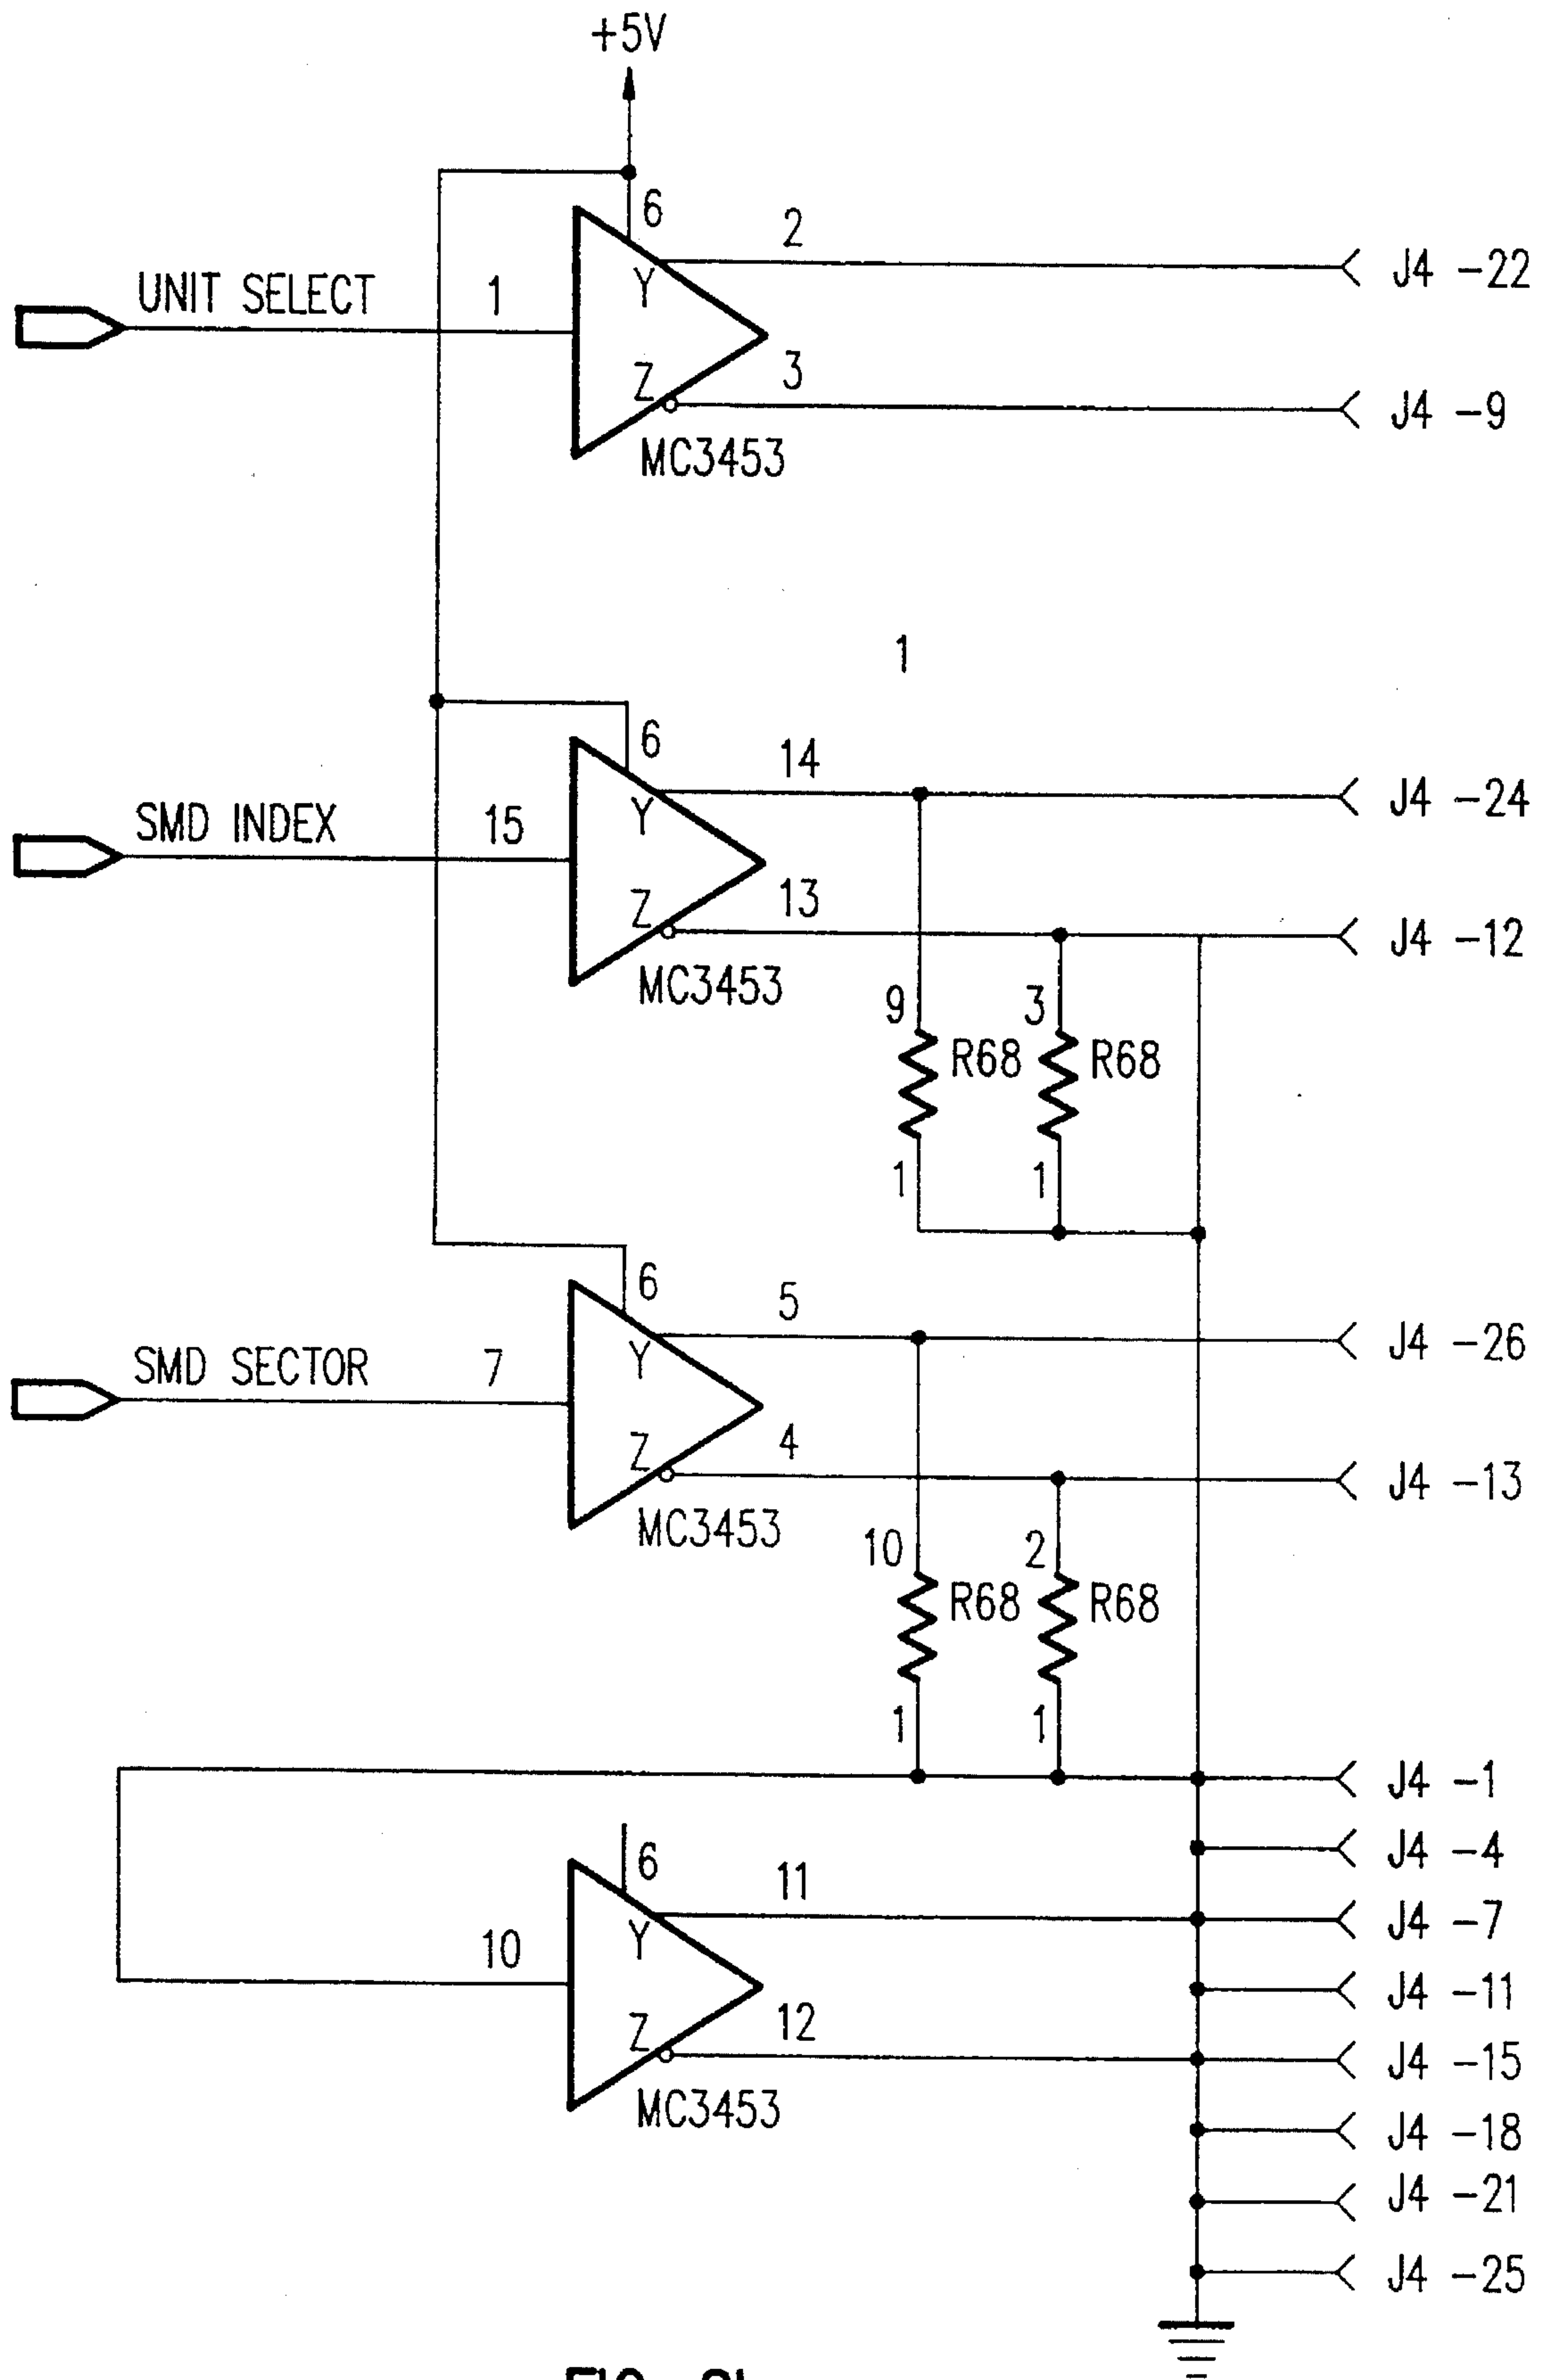 +5V
6
2
Y
J4 -22
UNIT SELECT
1
3
Z
J4 -9
MC3453
1
6
14
Y
J4 -24
SMD INDEX
15
13
Z
J4 -12
MC3453
9
3
R68
R68
1
1
6
5
Y
J4 -26
SMD SECTOR
7
4
Z
J4 -13
MC3453
10
2
R68
R68
1
1
J4 -1
J4 -4
6
11
Y
J4 -7
10
J4 -11
12
Z
J4 -15
MC3453
J4 -18
J4 -21
J4 -25